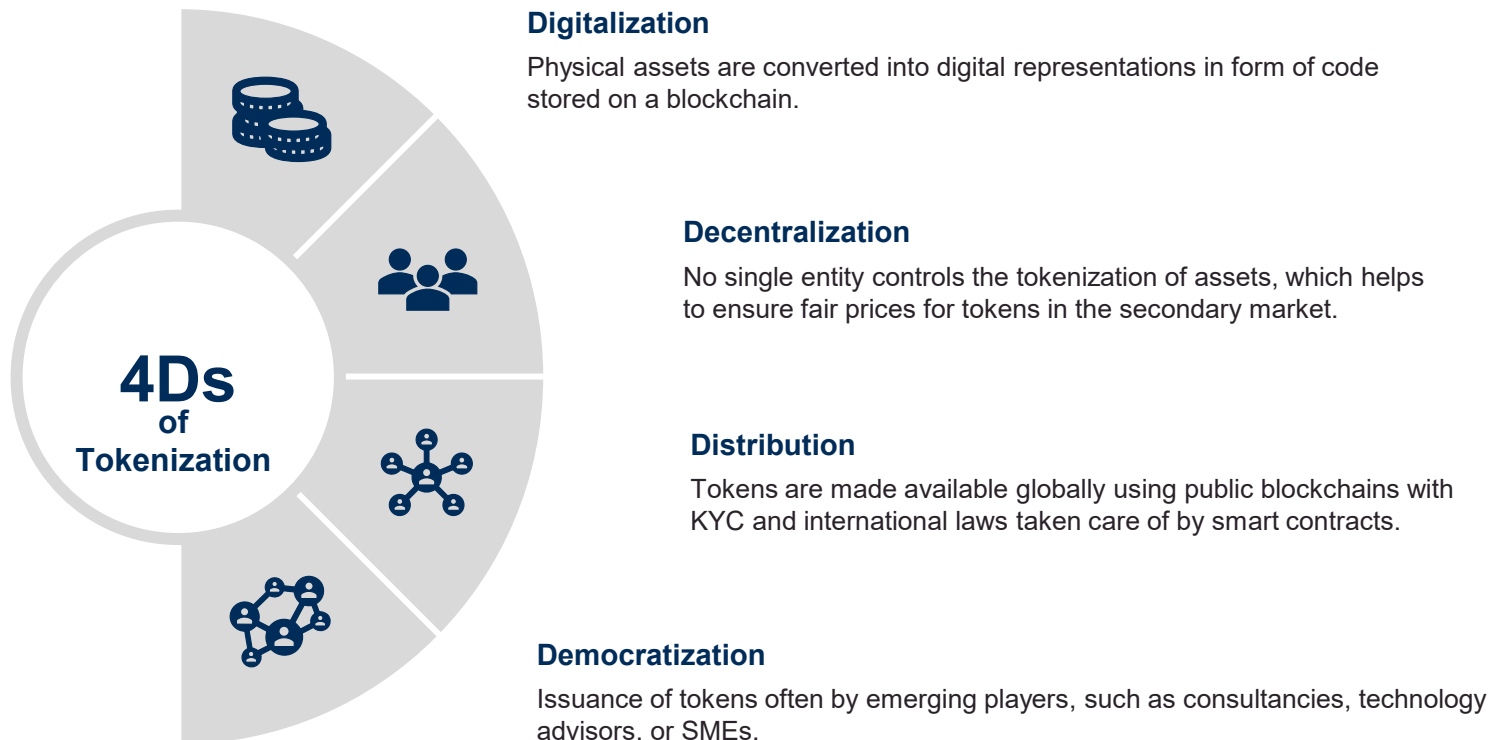 Digitalization
Physical assets are converted into digital representations in form of code
stored on a blockchain.
Decentralization
No single entity controls the tokenization of assets, which helps
to ensure fair prices for tokens in the secondary market.
4Ds
of
Tokenization
Distribution
Tokens are made available globally using public blockchains with
KYC and international laws taken care of by smart contracts.
Democratization
Issuance of tokens often by emerging players, such as consultancies, technology
advisors, or SMEs.